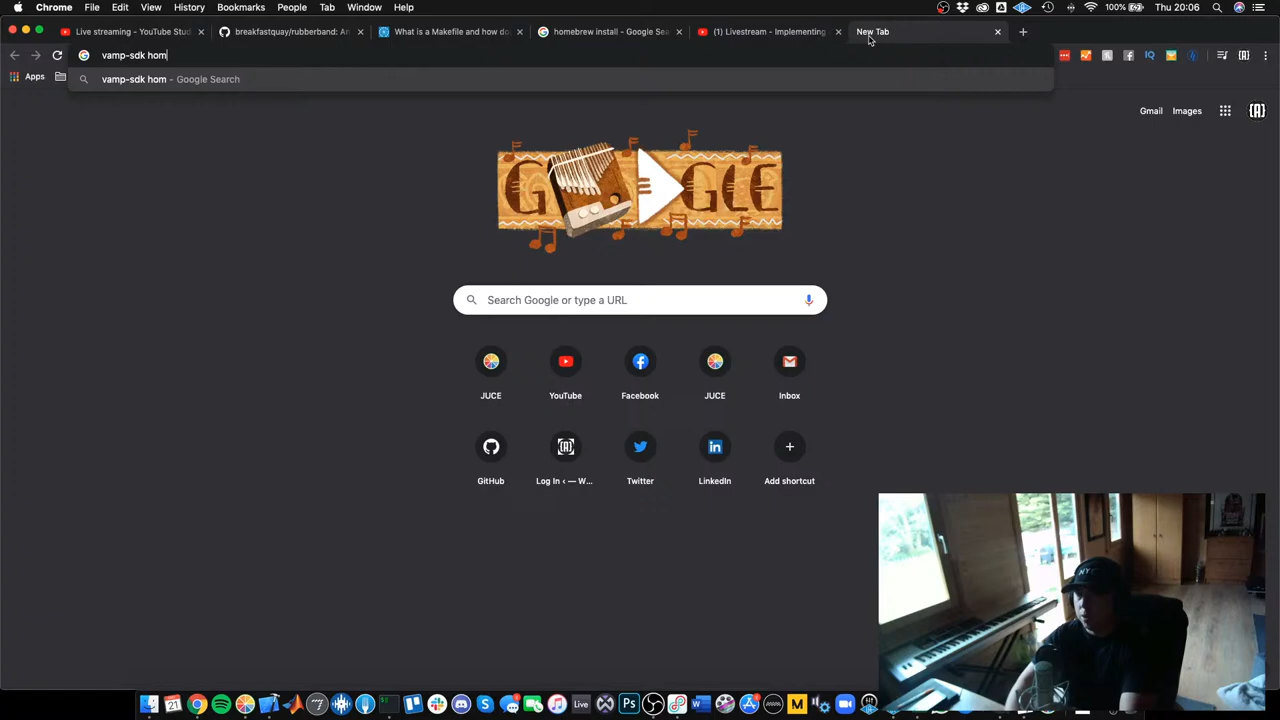 Chrome File Edit View History Bookmarks People Tab Window Help
100% Thu 20:06
Live streaming - YouTube Stud
breakfastquay/rubberband: An
What is a Makefile and how do
homebrew install - Google Sea
(1) Livestream - Implementing
New Tab
vamp-sdk hom
vamp-sdk hom - Google Search
Apps
Gmail Images
GOOGLE
Search Google or type a URL
JUCE YouTube Facebook JUCE Inbox
GitHub Log In ‹ — W... Twitter LinkedIn Add shortcut
NYC